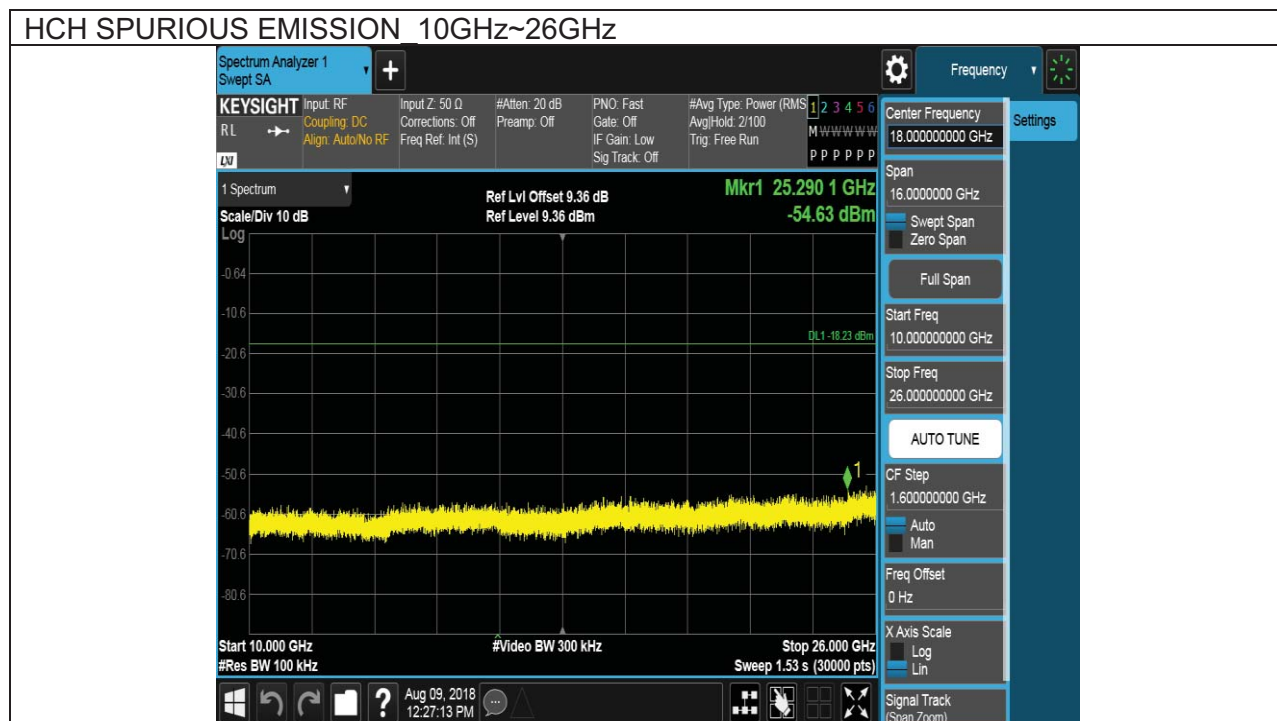 HCH SPURIOUS EMISSION_10GHz~26GHz
Spectrum Analyzer 1
Swept SA
+
Frequency
KEYSIGHT
RL
LXI
Input: RF
Coupling: DC
Align: Auto/No RF
Input Z: 50 Ω
Corrections: Off
Freq Ref: Int (S)
#Atten: 20 dB
Preamp: Off
PNO: Fast
Gate: Off
IF Gain: Low
Sig Track: Off
#Avg Type: Power (RMS
Avg|Hold: 2/100
Trig: Free Run
1 2 3 4 5 6
M W W W W W
P P P P P P
Center Frequency
18.000000000 GHz
Settings
Span
16.0000000 GHz
Swept Span
Zero Span
Full Span
Start Freq
10.000000000 GHz
Stop Freq
26.000000000 GHz
AUTO TUNE
CF Step
1.600000000 GHz
Auto
Man
Freq Offset
0 Hz
X Axis Scale
Log
Lin
Signal Track
(Span Zoom)
1 Spectrum
Scale/Div 10 dB
Log
Ref Lvl Offset 9.36 dB
Ref Level 9.36 dBm
Mkr1 25.290 1 GHz
-54.63 dBm
-0.64
-10.6
DL1 -18.23 dBm
-20.6
-30.6
-40.6
-50.6
1
-60.6
-70.6
-80.6
Start 10.000 GHz
#Video BW 300 kHz
Stop 26.000 GHz
#Res BW 100 kHz
Sweep 1.53 s (30000 pts)
?
Aug 09, 2018
12:27:13 PM